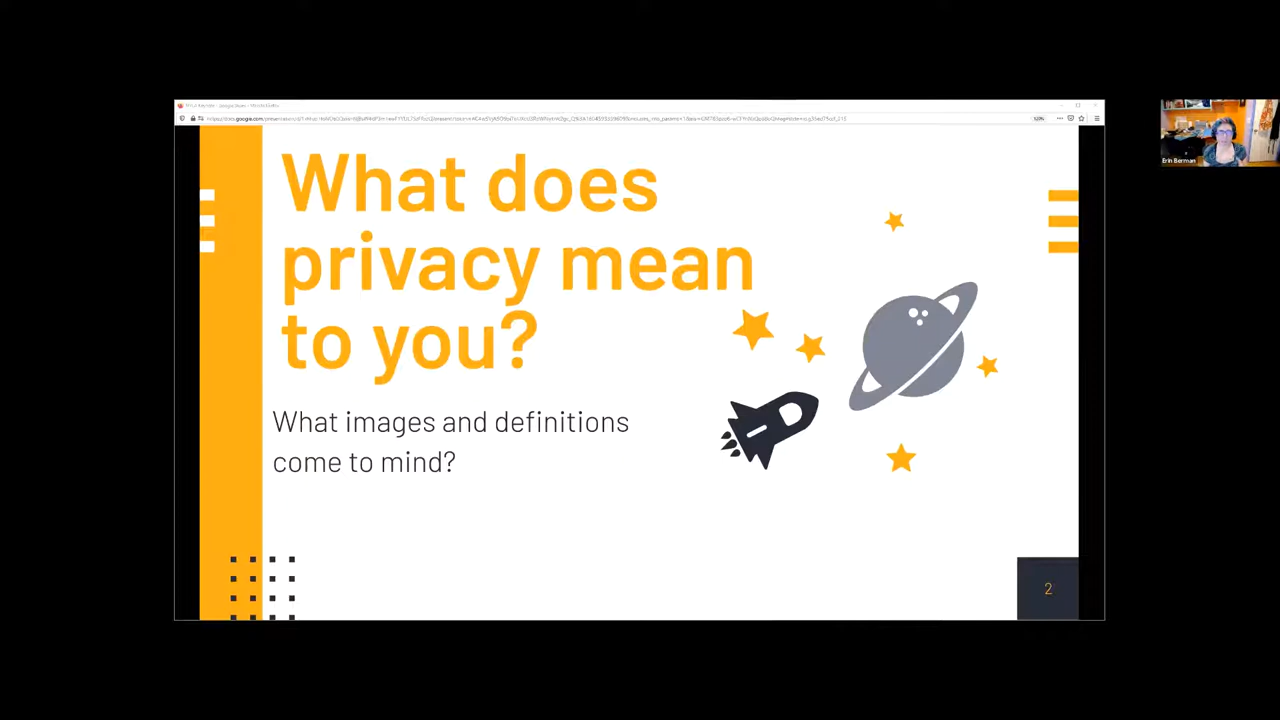 What does
privacy mean
to you?
What images and definitions
come to mind?
2
Erin Berman